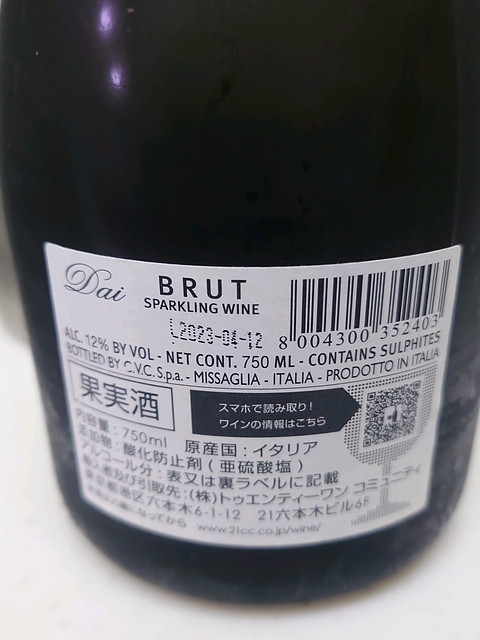 Dai
BRUT
SPARKLING WINE
L2023-04-12
8 004300 352403
ALC. 12% BY VOL - NET CONT. 750 ML - CONTAINS SULPHITES
BOTTLED BY C.V.C. S.p.a. - MISSAGLIA - ITALIA - PRODOTTO IN ITALIA
果実酒
スマホで読み取り!
ワインの情報はこちら
内容量:750ml 原産国:イタリア
添加物:酸化防止剤(亜硫酸塩)
アルコール分:表又は裏ラベルに記載
輸入者及び引取先:(株)トゥエンティーワン コミュニティ
東京都港区六本木6-1-12 21六本木ビル6F
になってから www.21cc.co.jp/wine/